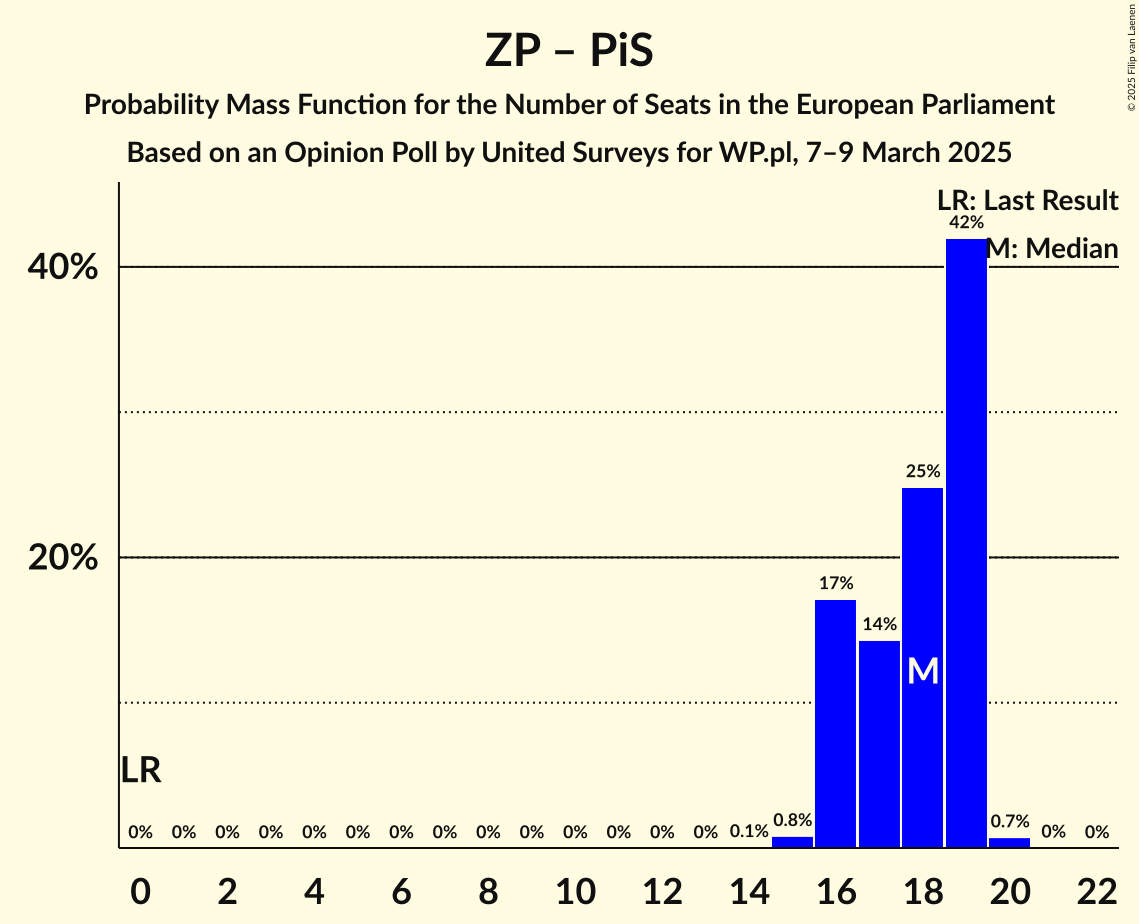 ZP – PiS
Probability Mass Function for the Number of Seats in the European Parliament
Based on an Opinion Poll by United Surveys for WP.pl, 7–9 March 2025
© 2025 Filip van Laenen
LR: Last Result
M: Median
40%
20%
42%
25%
17%
14%
M
LR
0% 0% 0% 0% 0% 0% 0% 0% 0% 0% 0% 0% 0% 0% 0.1% 0.8% 0.7% 0% 0%
0 2 4 6 8 10 12 14 16 18 20 22